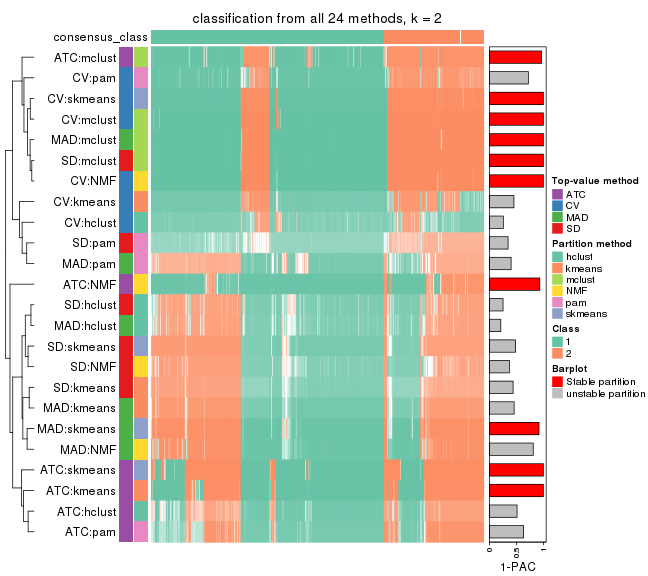 classification from all 24 methods, k = 2
consensus_class
ATC:mclust
CV:pam
CV:skmeans
CV:mclust
MAD:mclust
SD:mclust
CV:NMF
CV:kmeans
CV:hclust
SD:pam
MAD:pam
ATC:NMF
SD:hclust
MAD:hclust
SD:skmeans
SD:NMF
SD:kmeans
MAD:kmeans
MAD:skmeans
MAD:NMF
ATC:skmeans
ATC:kmeans
ATC:hclust
ATC:pam
0
0.5
1
1-PAC
Top-value method
ATC
CV
MAD
SD
Partition method
hclust
kmeans
mclust
NMF
pam
skmeans
Class
1
2
Barplot
Stable partition
unstable partition